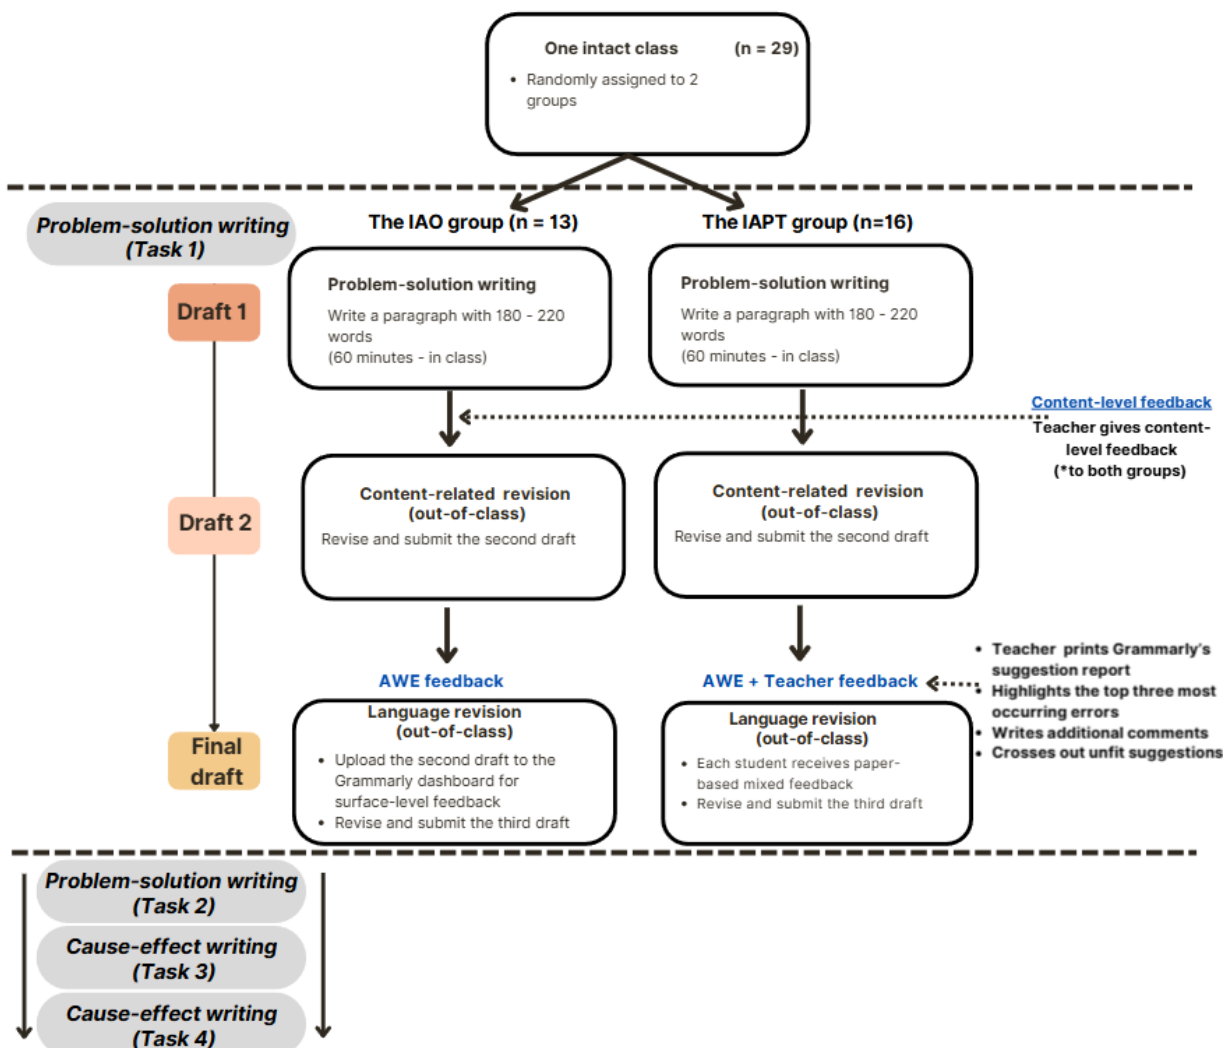 One intact class (n = 29)
• Randomly assigned to 2
groups
Problem-solution writing
(Task 1)
The IAO group (n = 13)
The IAPT group (n=16)
Draft 1
Problem-solution writing
Write a paragraph with 180 - 220
words
(60 minutes - in class)
Problem-solution writing
Write a paragraph with 180 - 220
words
(60 minutes - in class)
Content-level feedback
Teacher gives content-
level feedback
(*to both groups)
Draft 2
Content-related revision
(out-of-class)
Revise and submit the second draft
Content-related revision
(out-of-class)
Revise and submit the second draft
AWE feedback
AWE + Teacher feedback
• Teacher prints Grammarly's
suggestion report
• Highlights the top three most
occurring errors
• Writes additional comments
• Crosses out unfit suggestions
Final
draft
Language revision
(out-of-class)
• Upload the second draft to the
Grammarly dashboard for
surface-level feedback
• Revise and submit the third draft
Language revision
(out-of-class)
• Each student receives paper-
based mixed feedback
• Revise and submit the third draft
Problem-solution writing
(Task 2)
Cause-effect writing
(Task 3)
Cause-effect writing
(Task 4)